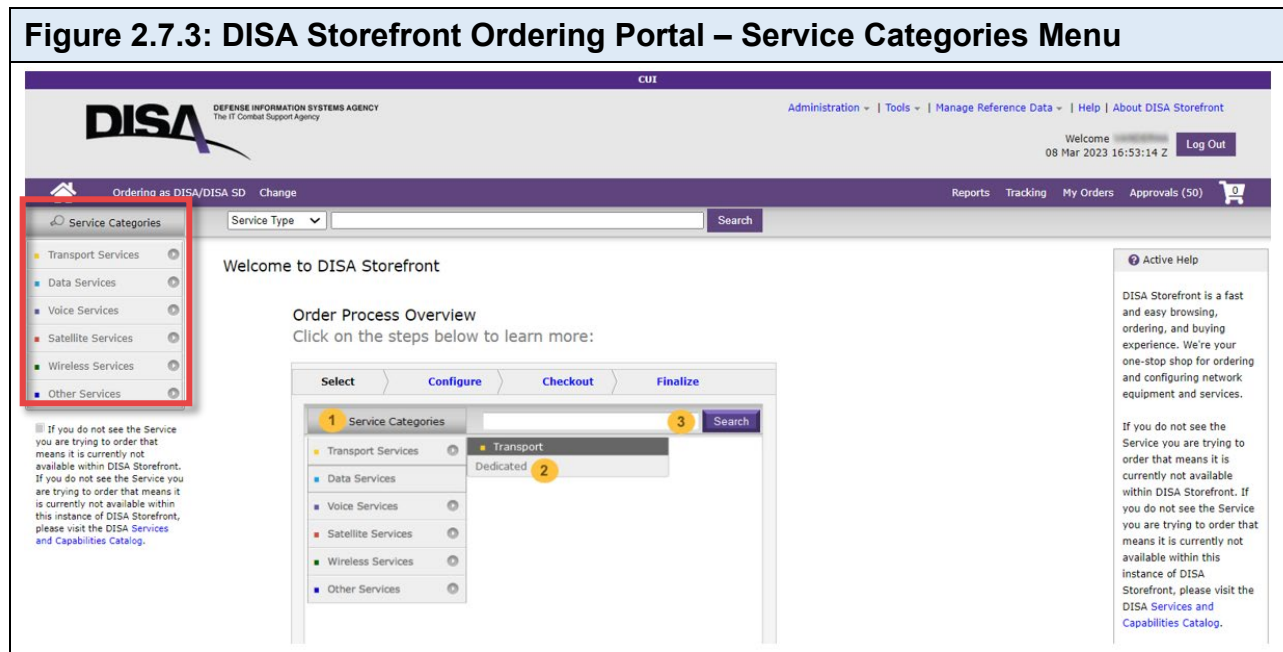 Figure 2.7.3: DISA Storefront Ordering Portal – Service Categories Menu
CUI
DISA
DEFENSE INFORMATION SYSTEMS AGENCY
The IT Combat Support Agency
Administration | Tools | Manage Reference Data | Help | About DISA Storefront
Welcome
08 Mar 2023 16:53:14 Z
Log Out
Ordering as DISA/DISA SD Change
Reports Tracking My Orders Approvals (50) 0
Service Categories
Service Type
Search
Transport Services
Data Services
Voice Services
Satellite Services
Wireless Services
Other Services
If you do not see the Service
you are trying to order that
means it is currently not
available within DISA Storefront.
If you do not see the Service you
are trying to order that means it
is currently not available within
this instance of DISA Storefront,
please visit the DISA Services
and Capabilities Catalog.
Welcome to DISA Storefront
Order Process Overview
Click on the steps below to learn more:
Select Configure Checkout Finalize
1 Service Categories 3 Search
Transport Services
Transport
Dedicated 2
Data Services
Voice Services
Satellite Services
Wireless Services
Other Services
Active Help
DISA Storefront is a fast
and easy browsing,
ordering, and buying
experience. We're your
one-stop shop for ordering
and configuring network
equipment and services.
If you do not see the
Service you are trying to
order that means it is
currently not available
within DISA Storefront. If
you do not see the Service
you are trying to order that
means it is currently not
available within this
instance of DISA
Storefront, please visit the
DISA Services and
Capabilities Catalog.